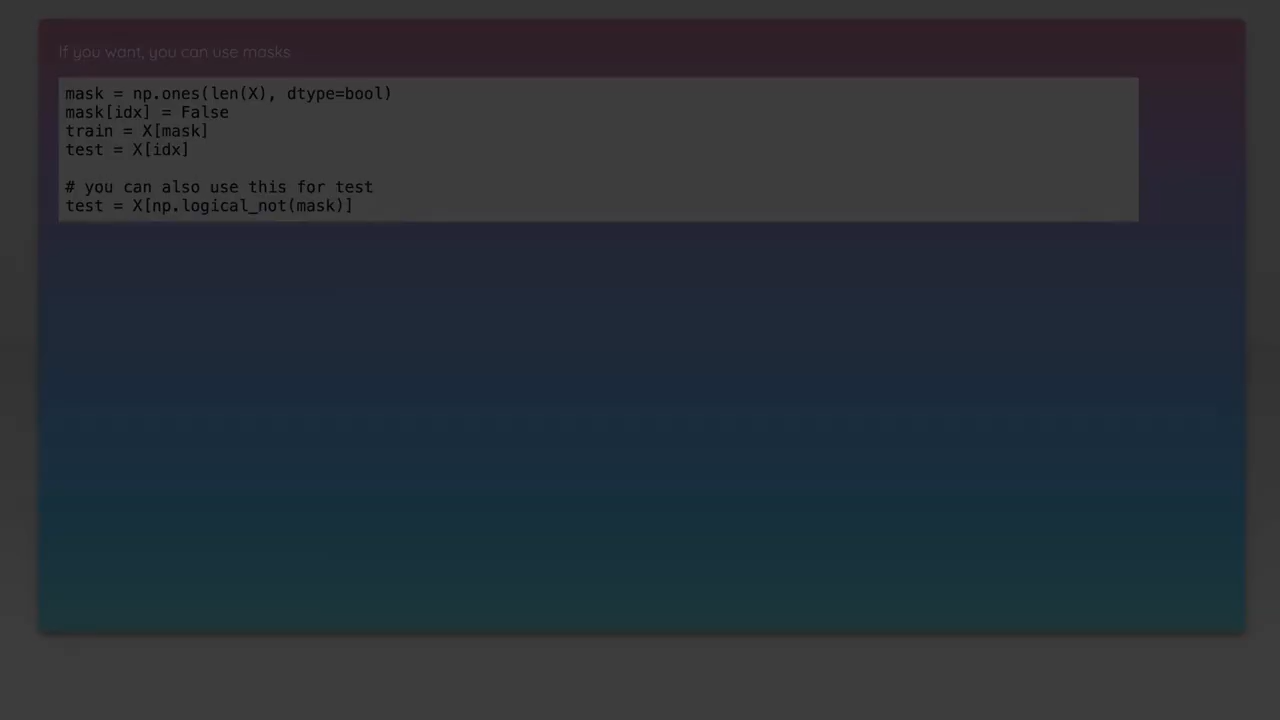 If you want, you can use masks
mask = np.ones(len(X), dtype=bool)
mask[idx] = False
train = X[mask]
test = X[idx]
# you can also use this for test
test = X[np.logical_not(mask)]